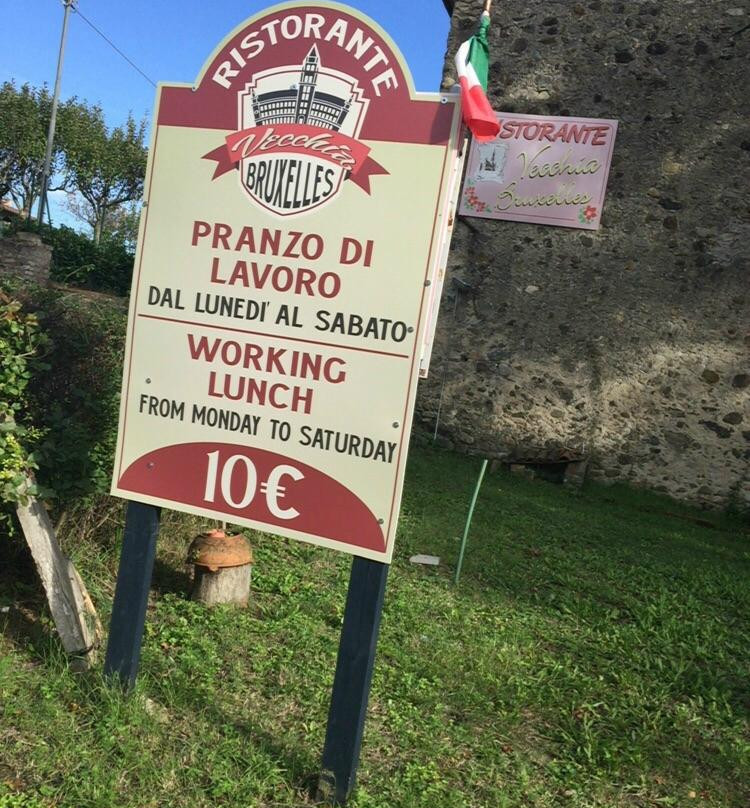 RISTORANTE
Vecchia
BRUXELLES
PRANZO DI
LAVORO
DAL LUNEDI' AL SABATO
WORKING
LUNCH
FROM MONDAY TO SATURDAY
10€
STORANTE
Vecchia
Bruxelles